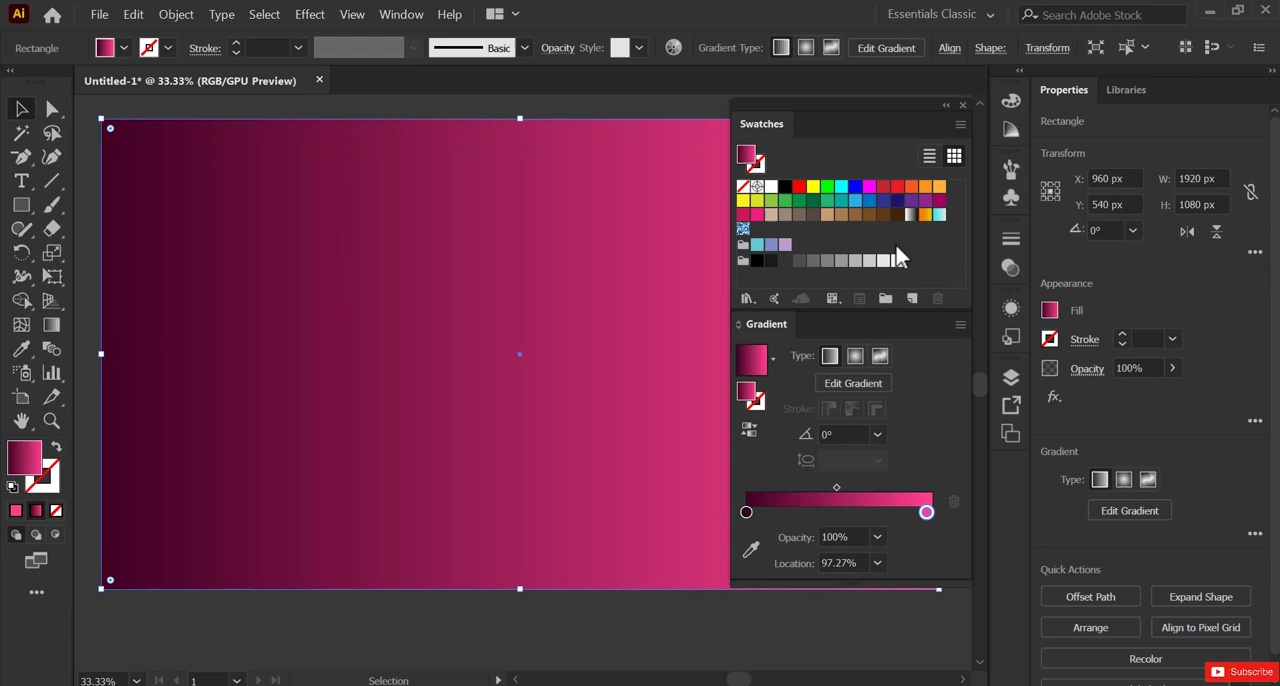 Ai File Edit Object Type Select Effect View Window Help Essentials Classic Search Adobe Stock
Rectangle Stroke: Basic Opacity Style: Gradient Type: Edit Gradient Align Shape: Transform
Untitled-1* @ 33.33% (RGB/GPU Preview)
Swatches
Gradient
Type:
Edit Gradient
Stroke:
0°
Opacity: 100%
Location: 97.27%
Properties Libraries
Rectangle
Transform
X: 960 px W: 1920 px
Y: 540 px H: 1080 px
0°
Appearance
Fill
Stroke
Opacity 100%
fx.
Gradient
Type:
Edit Gradient
Quick Actions
Offset Path Expand Shape
Arrange Align to Pixel Grid
Recolor
Subscribe
33.33% 1 Selection